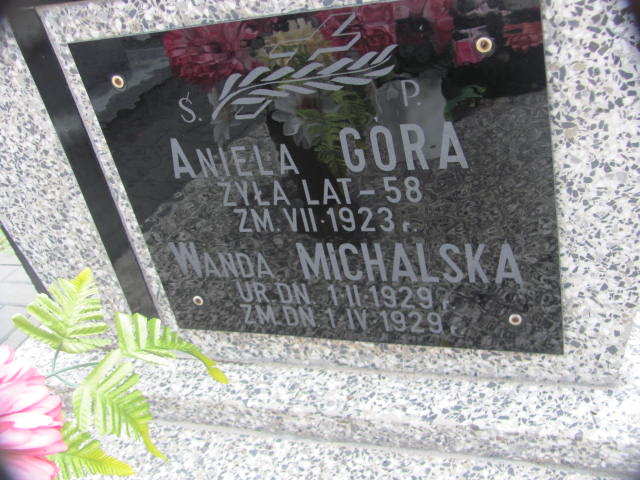 Ś. P.
ANIELA GÓRA
ŻYŁA LAT - 58
ZM. VII. 1923 r.
WANDA MICHALSKA
UR. DN. 1 II 1929 r.
ZM. DN 1 IV 1929 r.